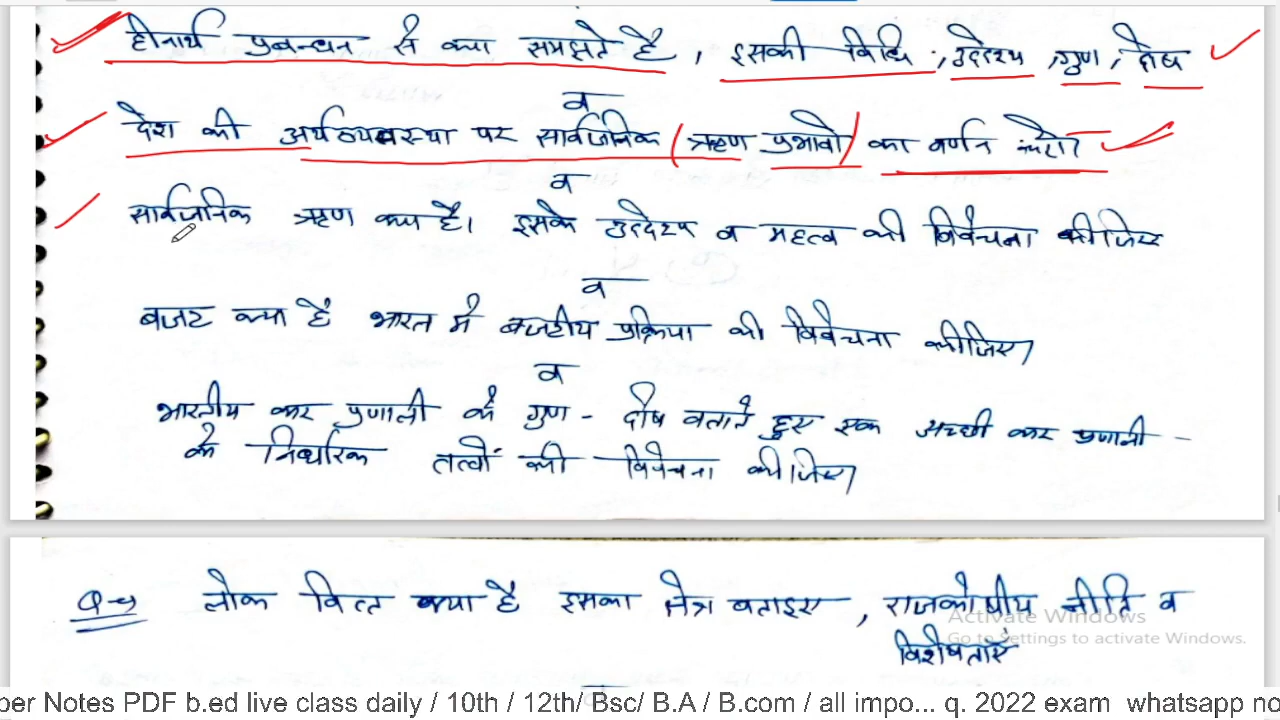 हीनार्थ प्रबन्धन से क्या समझते है, इसकी विधि, उद्देश्य, गुण, दोष
व
देश की अर्थव्यवस्था पर सार्वजनिक (ऋण प्रभावों) का वर्णन करो।
व
सार्वजनिक ऋण क्या है। इसके उद्देश्य व महत्व की विवेचना कीजिए
व
बजट क्या है भारत में बजटीय प्रक्रिया की विवेचना कीजिए।
व
भारतीय कर प्रणाली के गुण - दोष बताते हुए एक अच्छी कर प्रणाली -
के निर्धारक तत्वों की विवेचना कीजिए।
लोक वित्त क्या है इसका क्षेत्र बताइए, राजकोषीय नीति व
विशेषताएँ
Activate Windows
Go to Settings to activate Windows.
per Notes PDF b.ed live class daily / 10th / 12th/ Bsc/ B.A / B.com / all impo... q. 2022 exam whatsapp no